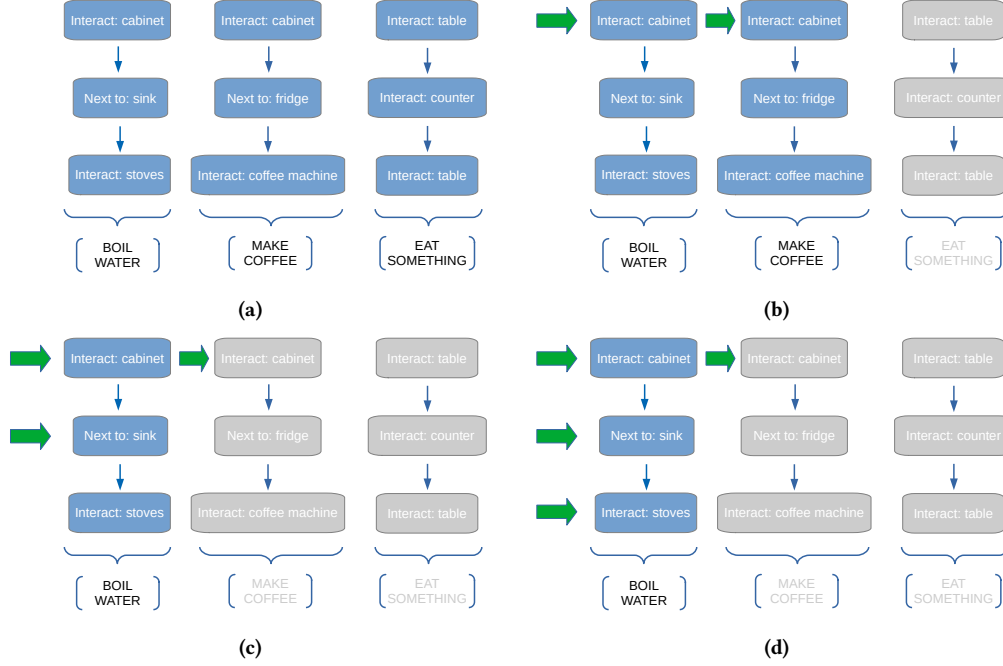 Interact: cabinet Interact: cabinet Interact: table
Next to: sink Next to: fridge Interact: counter
Interact: stoves Interact: coffee machine Interact: table
BOIL MAKE EAT
WATER COFFEE SOMETHING
(a)
Interact: cabinet Interact: cabinet Interact: table
Next to: sink Next to: fridge Interact: counter
Interact: stoves Interact: coffee machine Interact: table
BOIL MAKE EAT
WATER COFFEE SOMETHING
(b)
Interact: cabinet Interact: cabinet Interact: table
Next to: sink Next to: fridge Interact: counter
Interact: stoves Interact: coffee machine Interact: table
BOIL MAKE EAT
WATER COFFEE SOMETHING
(c)
Interact: cabinet Interact: cabinet Interact: table
Next to: sink Next to: fridge Interact: counter
Interact: stoves Interact: coffee machine Interact: table
BOIL MAKE EAT
WATER COFFEE SOMETHING
(d)